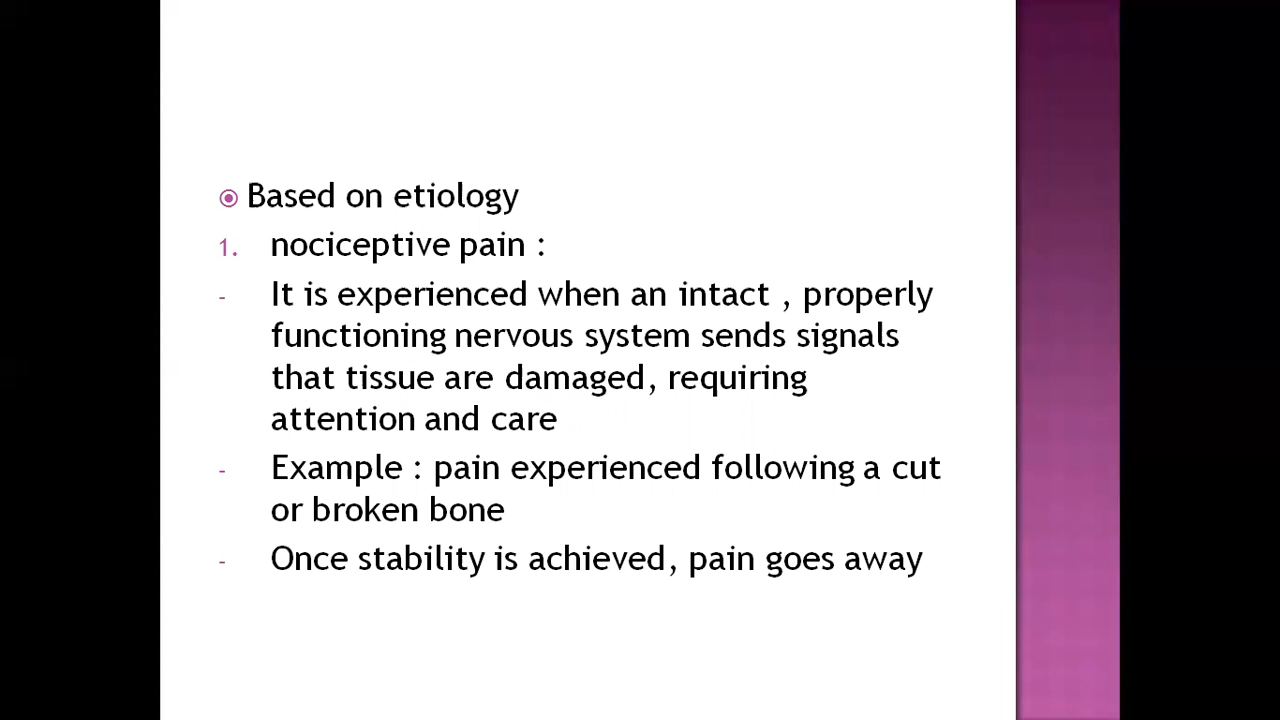 Based on etiology
1. nociceptive pain :
- It is experienced when an intact , properly
functioning nervous system sends signals
that tissue are damaged, requiring
attention and care
- Example : pain experienced following a cut
or broken bone
- Once stability is achieved, pain goes away